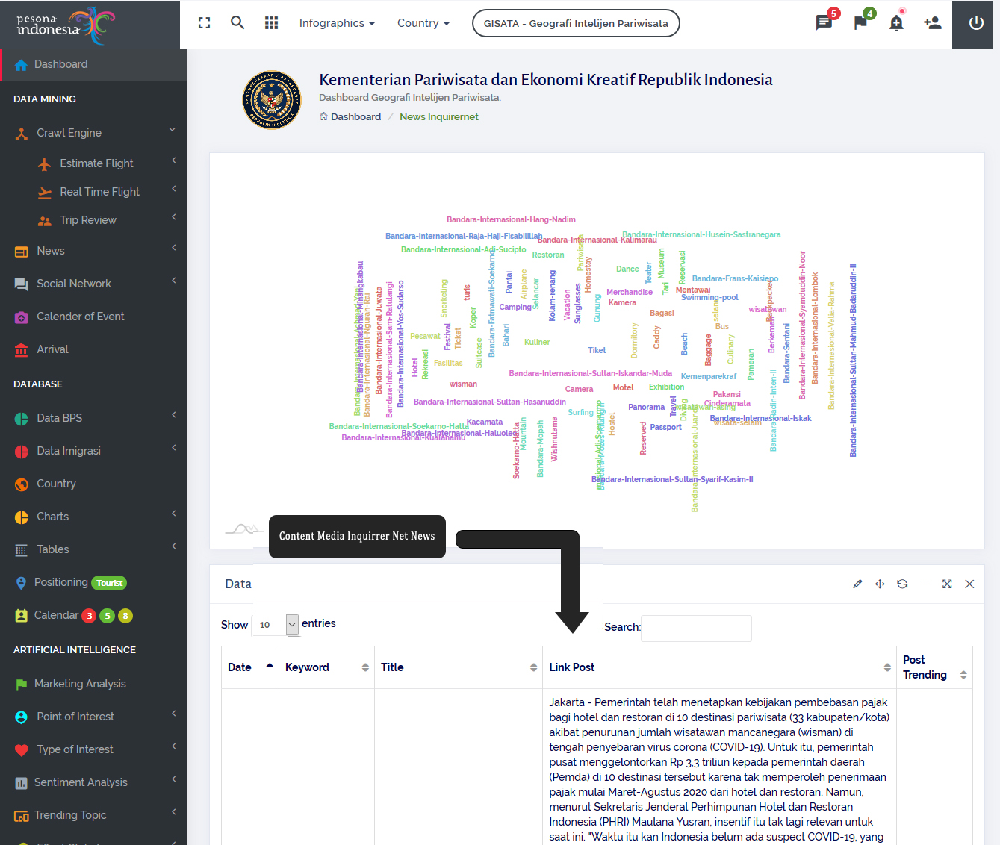 pesona
indonesia
Infographics
Country
GISATA - Geografi Intelijen Pariwisata
5
4
Dashboard
DATA MINING
Crawl Engine
Estimate Flight
Real Time Flight
Trip Review
News
Social Network
Calender of Event
Arrival
DATABASE
Data BPS
Data Imigrasi
Country
Charts
Tables
Positioning Tourist
Calendar 3 5 8
ARTIFICIAL INTELLIGENCE
Marketing Analysis
Point of Interest
Type of Interest
Sentiment Analysis
Trending Topic
Kementerian Pariwisata dan Ekonomi Kreatif Republik Indonesia
Dashboard Geografi Intelijen Pariwisata.
Dashboard / News Inquirernet
REPUBLIK INDONESIA
Bandara-Internasional-Hang-Nadim
Bandara-Internasional-Raja-Haji-Fisabilillah
Bandara-Internasional-Kalimarau
Bandara-Internasional-Husein-Sastranegara
Bandara-Internasional-Adi-Sucipto
Restoran
Pariwisata
Homestay
Museum
Reservasi
Teater
Dance
Tari
Bandara-Frans-Kaisiepo
Mentawai
Merchandise
Swimming-pool
Kamera
Bagasi
selam
Backpacker
wisatawan
Bus
Berkemah
Bandara-Internasional-Minangkabau
Bandara-Internasional-Ngurah-Rai
Bandara-Internasional-Juwata
Bandara-Internasional-Sam-Ratulangi
Bandara-Internasional-Yos-Sudarso
Snorkeling
turis
Koper
Bandara-Fatmawati-Soekarno
Pantai
Airplane
Selancar
Kolam-renang
Vacation
Sunglasses
Gunung
Camping
Bahari
Pesawat
Festival
Ticket
Suitcase
Hotel
Rekreasi
Fasilitas
Kuliner
Tiket
Dormitory
Caddy
Beach
Baggage
Culinary
Pameran
Bandara-Sentani
Bandara-Internasional-Syamduddin-Noor
Bandara-Internasional-Lombok
Bandara-Internasional-Valia-Rahma
Bandara-Internasional-Sultan-Mahmud-Badaruddin-II
Bandara-Internasional-Sultan-Iskandar-Muda
Kemenparekraf
wisman
Camera
Motel
Exhibition
Pakansi
Cinderamata
Bandara-Internasional-Sultan-Hasanuddin
Panorama
Travel
wisatawan-asing
Surfing
Hostel
Diving
Bandara-Internasional-Iskak
wisata-selam
Bandara-Radin-Inten-II
Kacamata
Bandara-Internasional-Soekarno-Hatta
Bandara-Internasional-Haluoleo
Bandara-Internasional-Kualanamu
Soekarno-Hatta
Mountain
Bandara-Mopah
Wishnutama
Reserved
Passport
Bandara-Internasional-Juanda
Bandara-Internasional-Sultan-Syarif-Kasim-II
Content Media Inquirrer Net News
Data
Show 10 entries
Search:
Date
Keyword
Title
Link Post
Post
Trending
Jakarta - Pemerintah telah menetapkan kebijakan pembebasan pajak
bagi hotel dan restoran di 10 destinasi pariwisata (33 kabupaten/kota)
akibat penurunan jumlah wisatawan mancanegara (wisman) di
tengah penyebaran virus corona (COVID-19). Untuk itu, pemerintah
pusat menggelontorkan Rp 3,3 triliun kepada pemerintah daerah
(Pemda) di 10 destinasi tersebut karena tak memperoleh penerimaan
pajak mulai Maret-Agustus 2020 dari hotel dan restoran. Namun,
menurut Sekretaris Jenderal Perhimpunan Hotel dan Restoran
Indonesia (PHRI) Maulana Yusran, insentif itu tak lagi relevan untuk
saat ini. "Waktu itu kan Indonesia belum ada suspect COVID-19, yang